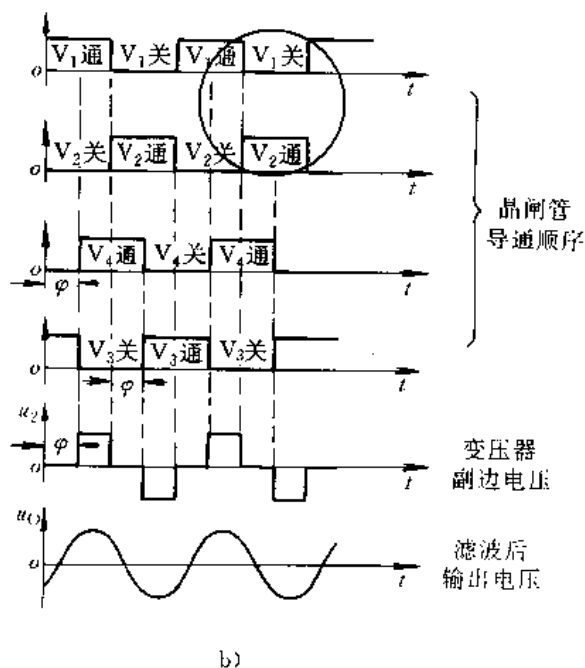 V₁通 V₁关 V₁通 V₁关
o t
V₂关 V₂通 V₂关 V₂通
o t
晶闸管
导通顺序
V₄通 V₄关 V₄通
o φ t
V₃关 V₃通 V₃关
o φ t
u₂
φ
o t
变压器
副边电压
u₀
o t
滤波后
输出电压
b)